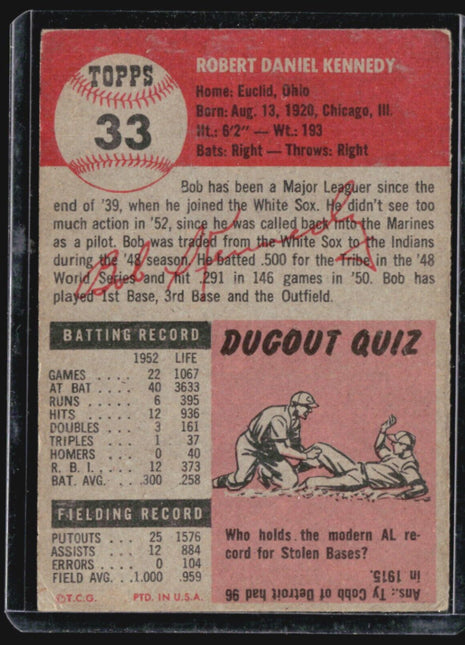 TOPPS
33
ROBERT DANIEL KENNEDY
Home: Euclid, Ohio
Born: Aug. 13, 1920, Chicago, Ill.
Ht.: 6'2" — Wt.: 193
Bats: Right — Throws: Right
Bob has been a Major Leaguer since the
end of '39, when he joined the White Sox. He didn't see too
much action in '52, since he was called back into the Marines
as a pilot. Bob was traded from the White Sox to the Indians
during the '48 season. He batted .500 for the Tribe in the '48
World Series and hit .291 in 146 games in '50. Bob has
played 1st Base, 3rd Base and the Outfield.
Bob Kennedy
BATTING RECORD
1952 LIFE
GAMES .... 22 1067
AT BAT .... 40 3633
RUNS ..... 6 395
HITS ..... 12 936
DOUBLES ... 3 161
TRIPLES ... 1 37
HOMERS ... 0 40
R. B. I. .... 12 373
BAT. AVG. ... .300 .258
FIELDING RECORD
PUTOUTS ... 25 1576
ASSISTS ... 12 884
ERRORS .... 0 104
FIELD AVG. . .1.000 .959
©T.C.G. PTD. IN U.S.A.
DUGOUT QUIZ
Who holds the modern AL re-
cord for Stolen Bases?
Ans.: Ty Cobb of Detroit had 96
in 1915.